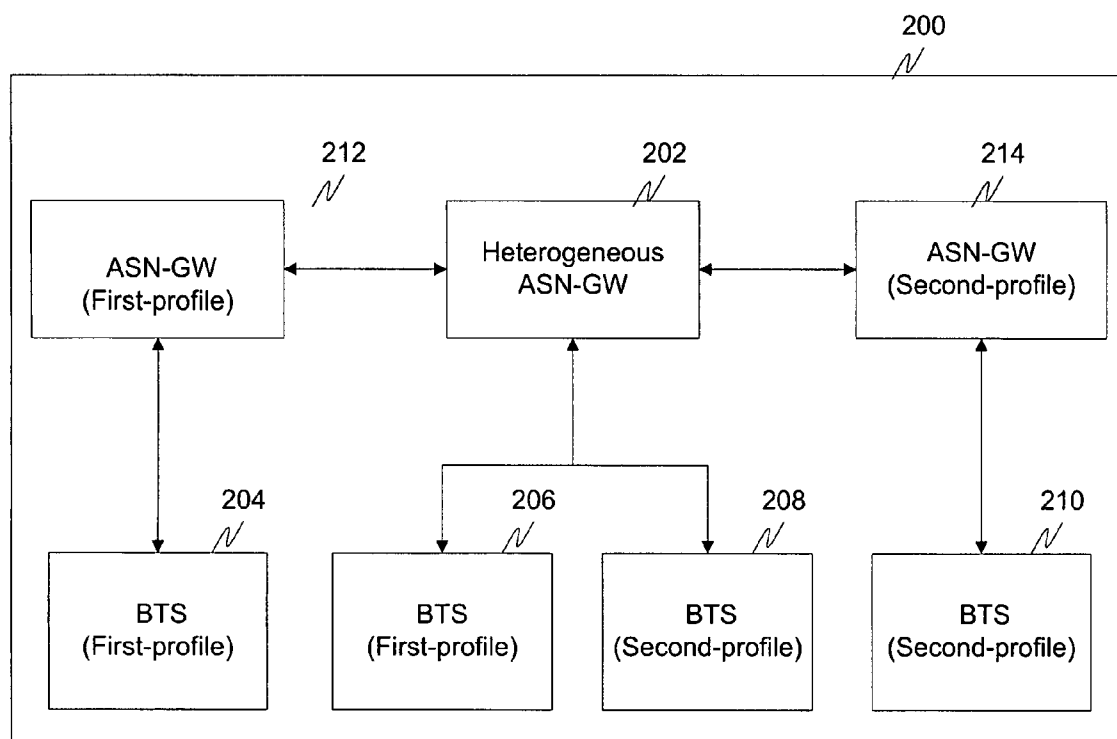 200
212
202
214
ASN-GW
(First-profile)
Heterogeneous
ASN-GW
ASN-GW
(Second-profile)
204
206
208
210
BTS
(First-profile)
BTS
(First-profile)
BTS
(Second-profile)
BTS
(Second-profile)